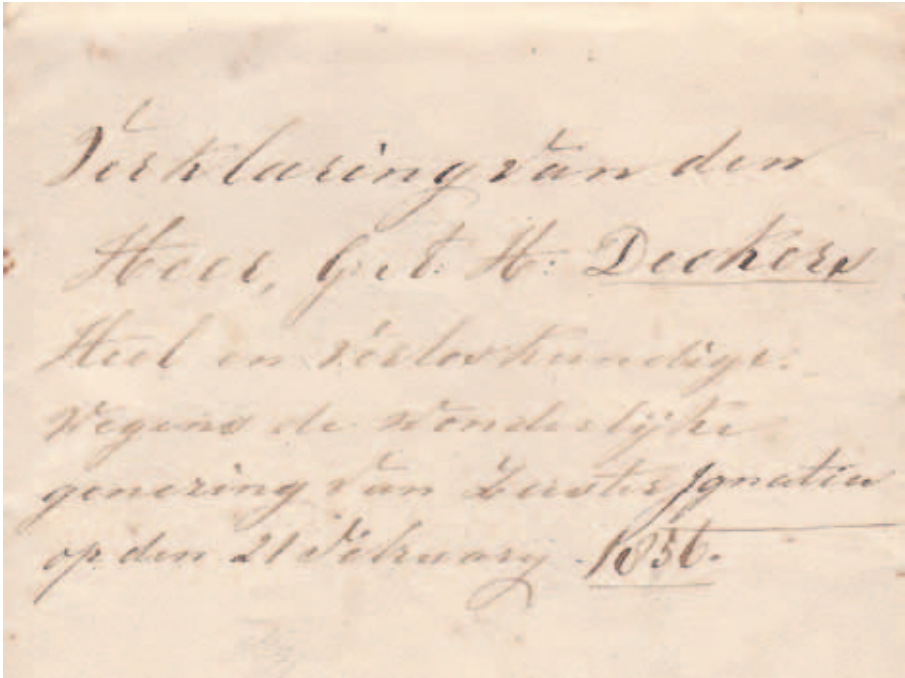 Verklaring van den
Heer, G: et: H: Deckers
Heel en Verloskundige:
Wegens de Wonderlijke
genezing van Zuster Ignatia
op den 21 February 1856.